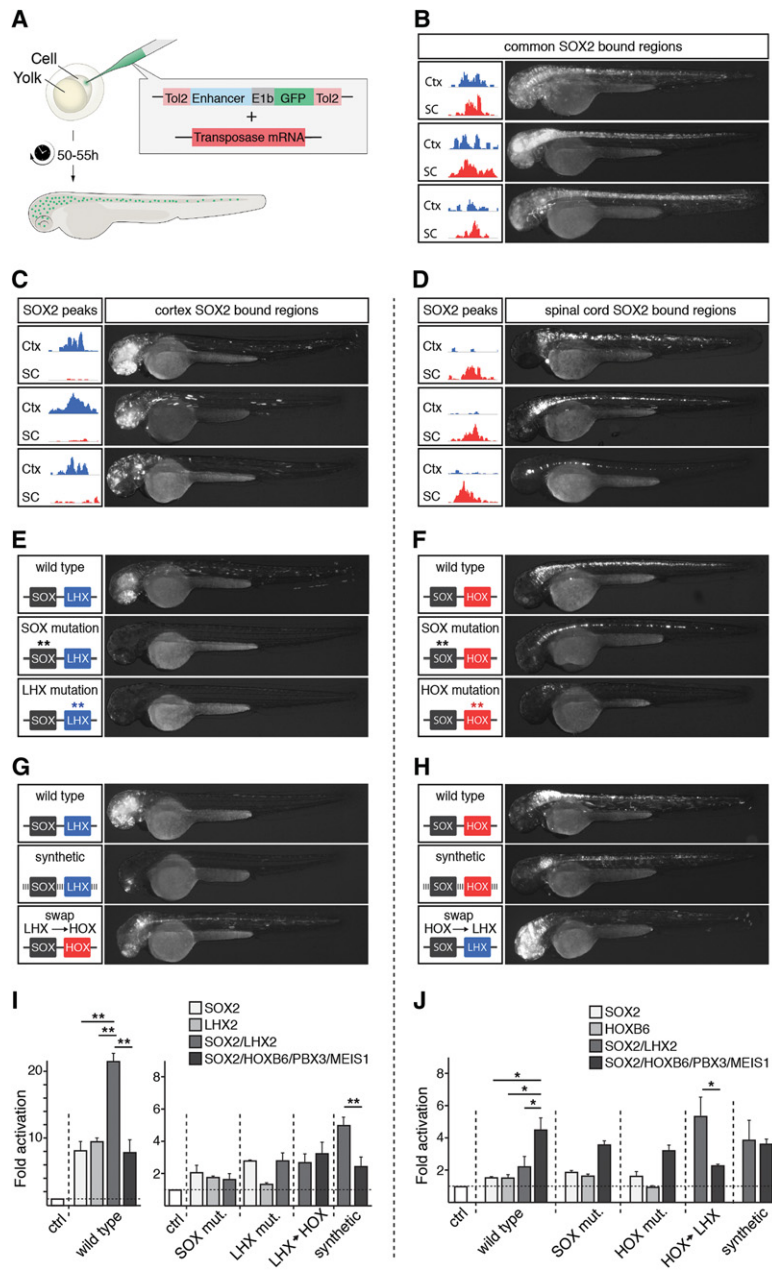 A
Cell
Yolk
Tol2 Enhancer E1b GFP Tol2
+
Transposase mRNA
50-55h
B
common SOX2 bound regions
Ctx
SC
Ctx
SC
Ctx
SC
C
SOX2 peaks
cortex SOX2 bound regions
Ctx
SC
Ctx
SC
Ctx
SC
D
SOX2 peaks
spinal cord SOX2 bound regions
Ctx
SC
Ctx
SC
Ctx
SC
E
wild type
SOX LHX
SOX mutation
**
SOX LHX
LHX mutation
**
SOX LHX
F
wild type
SOX HOX
SOX mutation
**
SOX HOX
HOX mutation
**
SOX HOX
G
wild type
SOX LHX
synthetic
SOX LHX
swap
LHX → HOX
SOX HOX
H
wild type
SOX HOX
synthetic
SOX HOX
swap
HOX → LHX
SOX LHX
I
SOX2
LHX2
SOX2/LHX2
SOX2/HOXB6/PBX3/MEIS1
Fold activation
20
10
** ** **
ctrl
wild type
8
6
4
2
**
ctrl
SOX mut.
LHX mut.
LHX→HOX
synthetic
J
SOX2
HOXB6
SOX2/LHX2
SOX2/HOXB6/PBX3/MEIS1
Fold activation
8
6
4
2
* * *
*
ctrl
wild type
SOX mut.
HOX mut.
HOX→LHX
synthetic